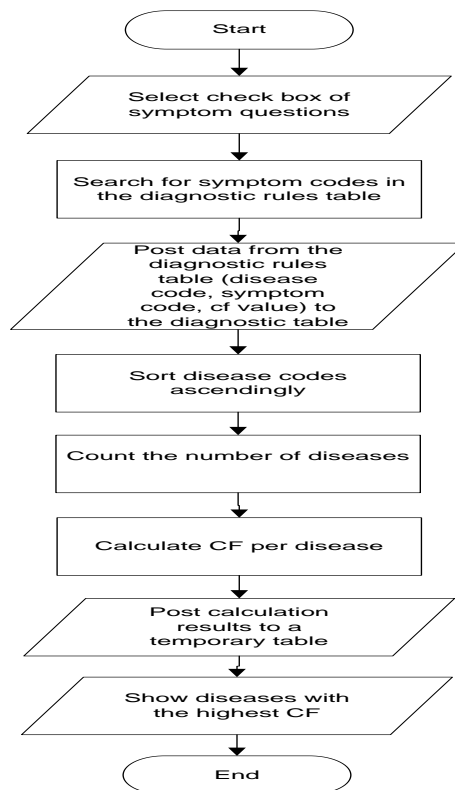 Start
Select check box of
symptom questions
Search for symptom codes in
the diagnostic rules table
Post data from the
diagnostic rules
table (disease
code, symptom
code, cf value) to
the diagnostic table
Sort disease codes
ascendingly
Count the number of diseases
Calculate CF per disease
Post calculation
results to a
temporary table
Show diseases with
the highest CF
End